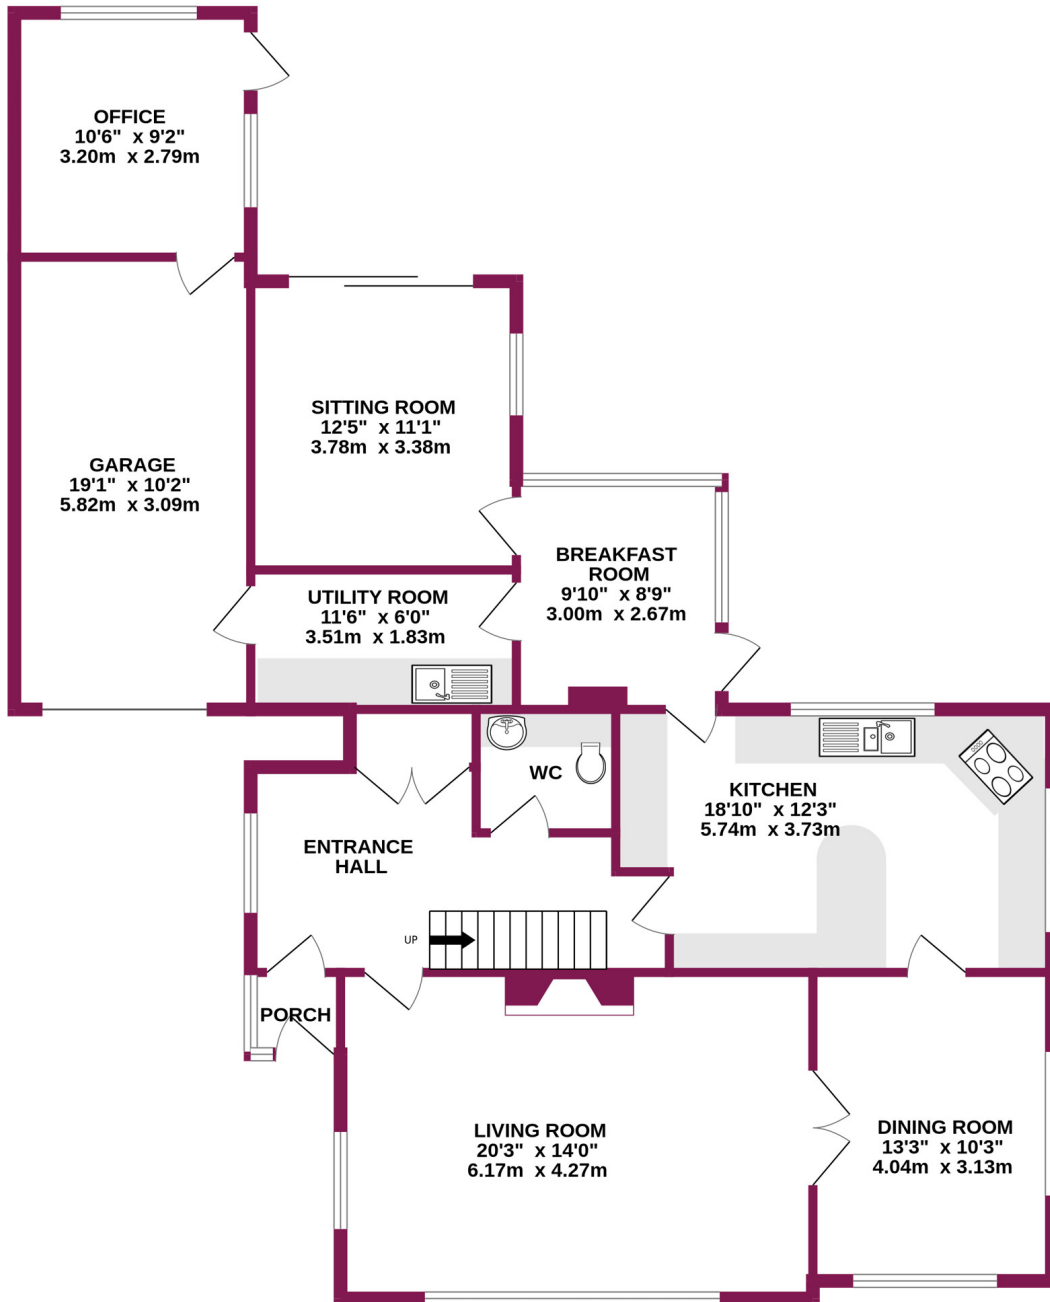 OFFICE
10'6" x 9'2"
3.20m x 2.79m
SITTING ROOM
12'5" x 11'1"
3.78m x 3.38m
GARAGE
19'1" x 10'2"
5.82m x 3.09m
BREAKFAST
ROOM
9'10" x 8'9"
3.00m x 2.67m
UTILITY ROOM
11'6" x 6'0"
3.51m x 1.83m
WC
KITCHEN
18'10" x 12'3"
5.74m x 3.73m
ENTRANCE
HALL
UP
PORCH
LIVING ROOM
20'3" x 14'0"
6.17m x 4.27m
DINING ROOM
13'3" x 10'3"
4.04m x 3.13m